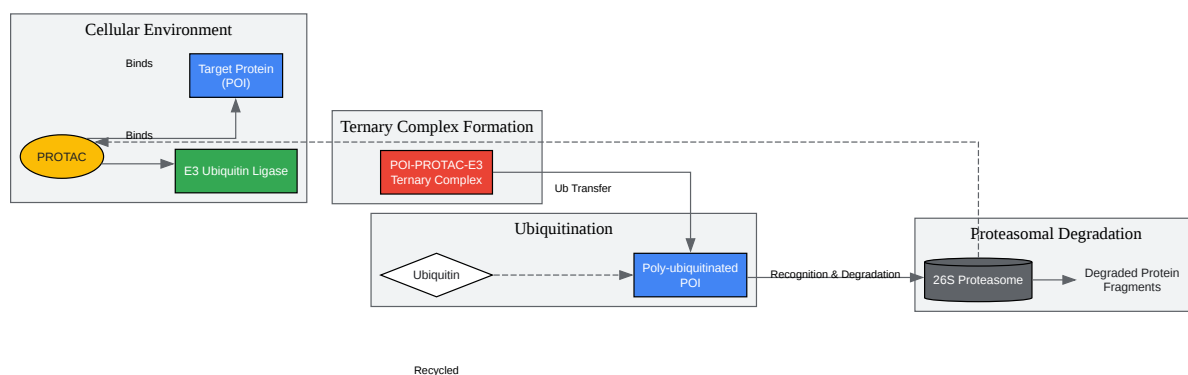 Cellular Environment
Binds
Target Protein
(POI)
Binds
PROTAC
E3 Ubiquitin Ligase
Ternary Complex Formation
POI-PROTAC-E3
Ternary Complex
Ub Transfer
Ubiquitination
Ubiquitin
Poly-ubiquitinated
POI
Recognition & Degradation
Proteasomal Degradation
26S Proteasome
Degraded Protein
Fragments
Recycled